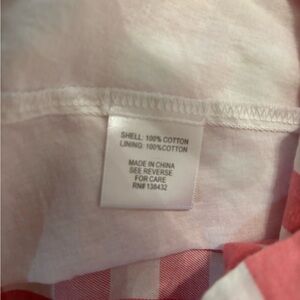 SHELL: 100% COTTON
LINING: 100%COTTON
MADE IN CHINA
SEE REVERSE
FOR CARE
RN# 138432